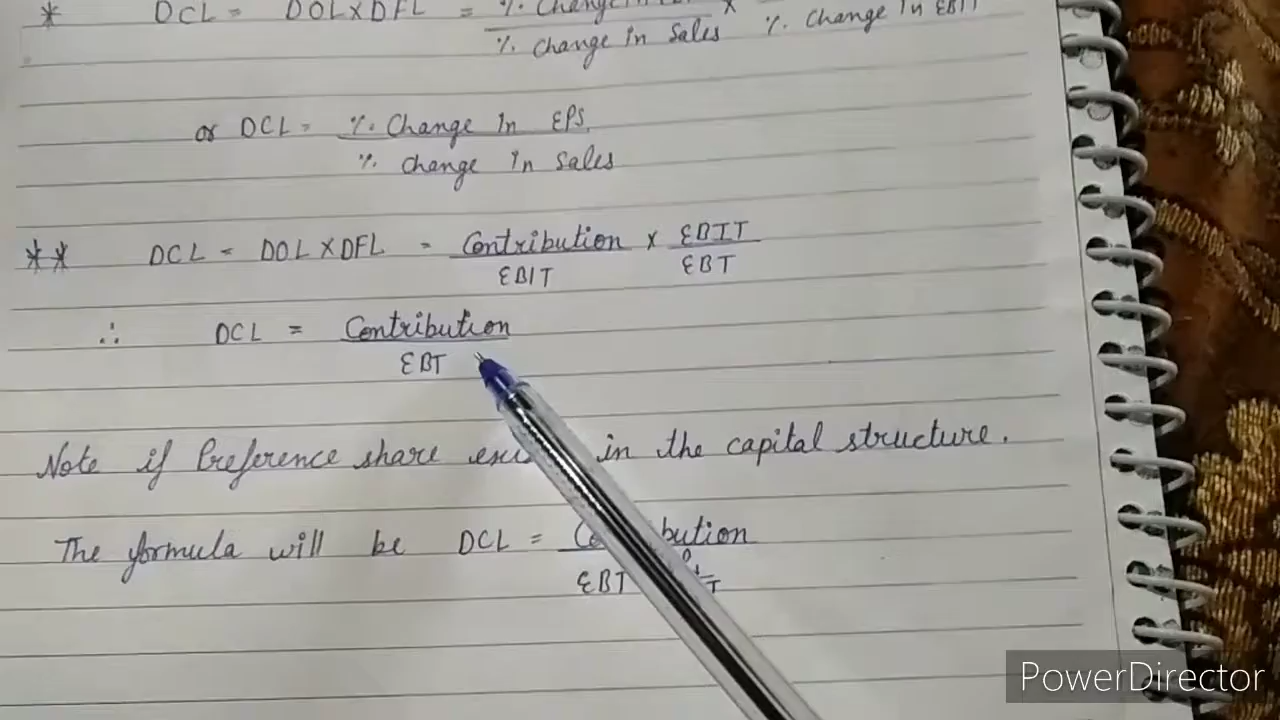 * DCL = DOL X DFL = % Change in x
% Change in Sales % Change in EBIT
or DCL = % Change In EPS
% Change in Sales
** DCL = DOL X DFL = Contribution x EBIT
EBIT EBT
∴ DCL = Contribution
EBT
Note if Preference share in the capital structure.
The formula will be DCL =
EBT
PowerDirector